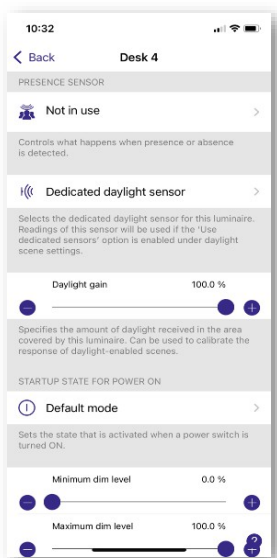 10:32
Back Desk 4
PRESENCE SENSOR
Not in use
Controls what happens when presence or absence
is detected.
Dedicated daylight sensor
Selects the dedicated daylight sensor for this luminaire.
Readings of this sensor will be used if the 'Use
dedicated sensors' option is enabled under daylight
scene settings.
Daylight gain 100.0 %
Specifies the amount of daylight received in the area
covered by this luminaire. Can be used to calibrate the
response of daylight-enabled scenes.
STARTUP STATE FOR POWER ON
Default mode
Sets the state that is activated when a power switch is
turned ON.
Minimum dim level 0.0 %
Maximum dim level 100.0 %
?